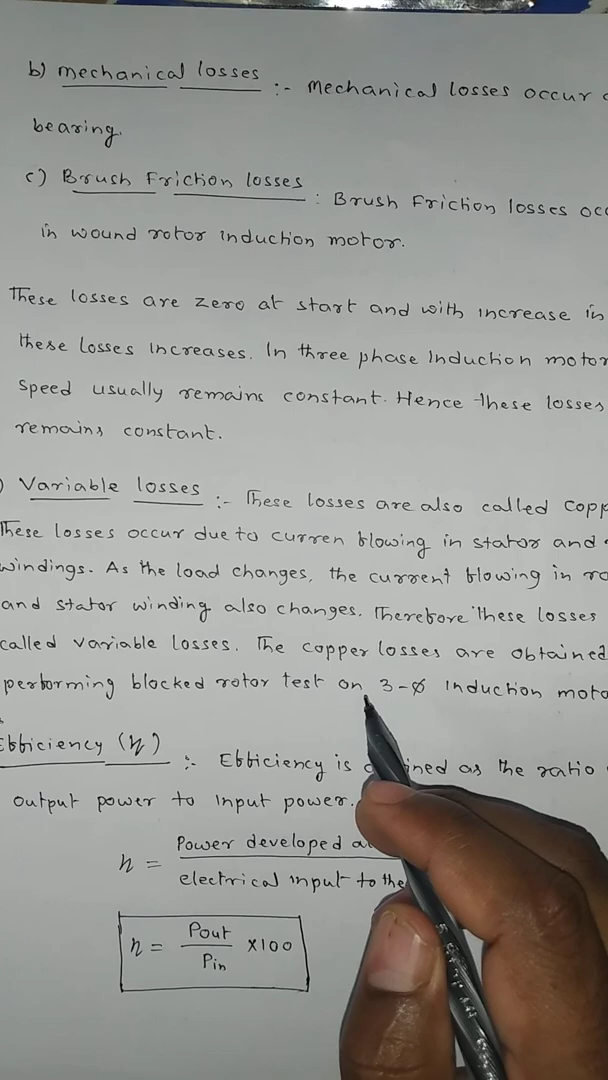 b) mechanical losses :- Mechanical losses occur
bearing.
c) Brush Friction losses : Brush Friction losses occ
in wound rotor induction motor.
These losses are zero at start and with increase in
these losses increases. In three phase Induction motor
speed usually remains constant. Hence these losses
remains constant.
) Variable losses :- These losses are also called Copp
These losses occur due to curren flowing in stator and
windings. As the load changes, the current flowing in ro
and stator winding also changes. Therefore these losses
called variable losses. The copper losses are obtained
performing blocked rotor test on 3-ϕ Induction moto
Efficiency (η) :- Efficiency is ined as the ratio
output power to input power.
η = Power developed a
electrical input to the
η = Pout / Pin ×100